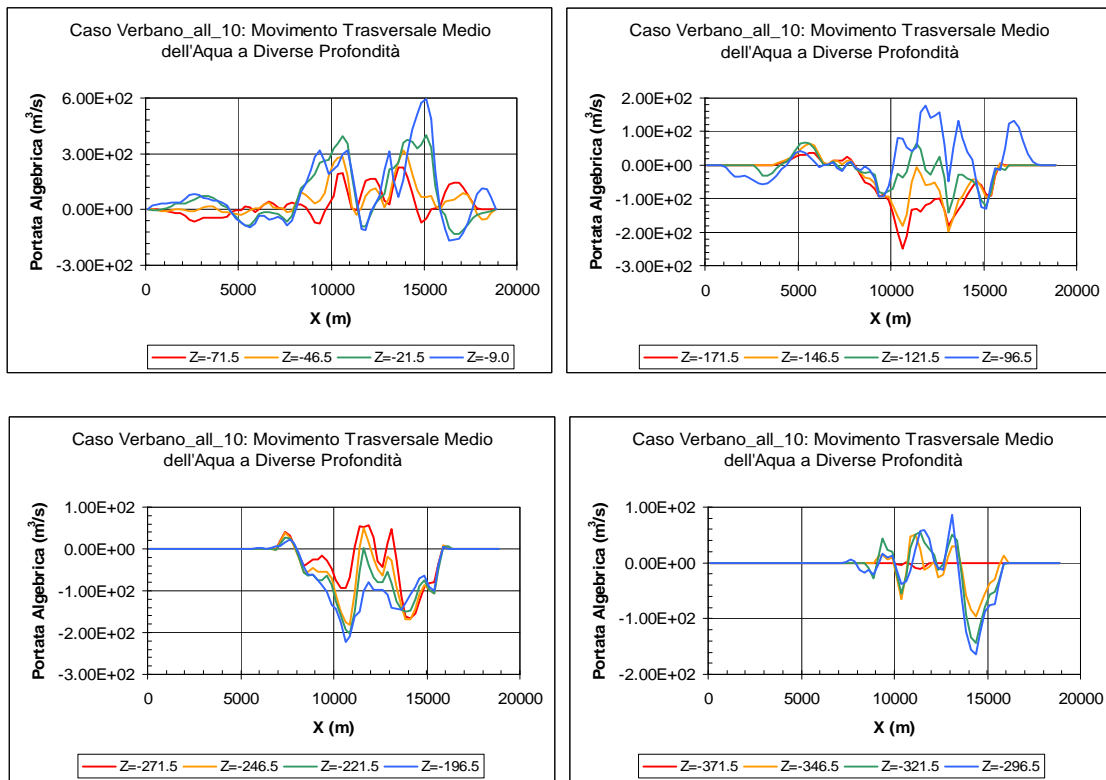 Caso Verbano_all_10: Movimento Trasversale Medio
dell'Aqua a Diverse Profondità
Portata Algebrica (m³/s)
6.00E+02
3.00E+02
0.00E+00
-3.00E+02
0 5000 10000 15000 20000
X (m)
Z=-71.5 Z=-46.5 Z=-21.5 Z=-9.0
Caso Verbano_all_10: Movimento Trasversale Medio
dell'Aqua a Diverse Profondità
Portata Algebrica (m³/s)
2.00E+02
1.00E+02
0.00E+00
-1.00E+02
-2.00E+02
-3.00E+02
0 5000 10000 15000 20000
X (m)
Z=-171.5 Z=-146.5 Z=-121.5 Z=-96.5
Caso Verbano_all_10: Movimento Trasversale Medio
dell'Aqua a Diverse Profondità
Portata Algebrica (m³/s)
1.00E+02
0.00E+00
-1.00E+02
-2.00E+02
-3.00E+02
0 5000 10000 15000 20000
X (m)
Z=-271.5 Z=-246.5 Z=-221.5 Z=-196.5
Caso Verbano_all_10: Movimento Trasversale Medio
dell'Aqua a Diverse Profondità
Portata Algebrica (m³/s)
1.00E+02
0.00E+00
-1.00E+02
-2.00E+02
0 5000 10000 15000 20000
X (m)
Z=-371.5 Z=-346.5 Z=-321.5 Z=-296.5